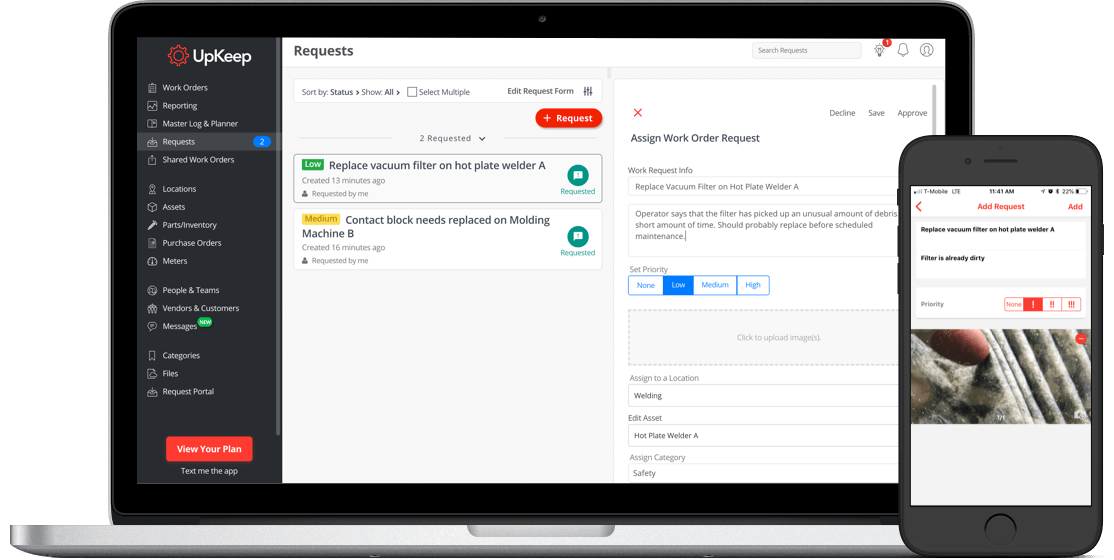 UpKeep
Work Orders
Reporting
Master Log & Planner
Requests 2
Shared Work Orders
Locations
Assets
Parts/Inventory
Purchase Orders
Meters
People & Teams
Vendors & Customers
Messages NEW
Categories
Files
Request Portal
View Your Plan
Text me the app
Requests
Search Requests
1
Sort by: Status › Show: All › Select Multiple
Edit Request Form
+ Request
2 Requested
Low Replace vacuum filter on hot plate welder A
Created 13 minutes ago
Requested by me
Requested
Medium Contact block needs replaced on Molding
Machine B
Created 16 minutes ago
Requested by me
Requested
Decline Save Approve
Assign Work Order Request
Work Request Info
Replace Vacuum Filter on Hot Plate Welder A
Operator says that the filter has picked up an unusual amount of debris
short amount of time. Should probably replace before scheduled
maintenance.
Set Priority
None Low Medium High
Click to upload image(s).
Assign to a Location
Welding
Edit Asset
Hot Plate Welder A
Assign Category
Safety
T-Mobile LTE 11:41 AM 22%
Add Request Add
Replace vacuum filter on hot plate welder A
Filter is already dirty
Priority None ! !! !!!
1/1